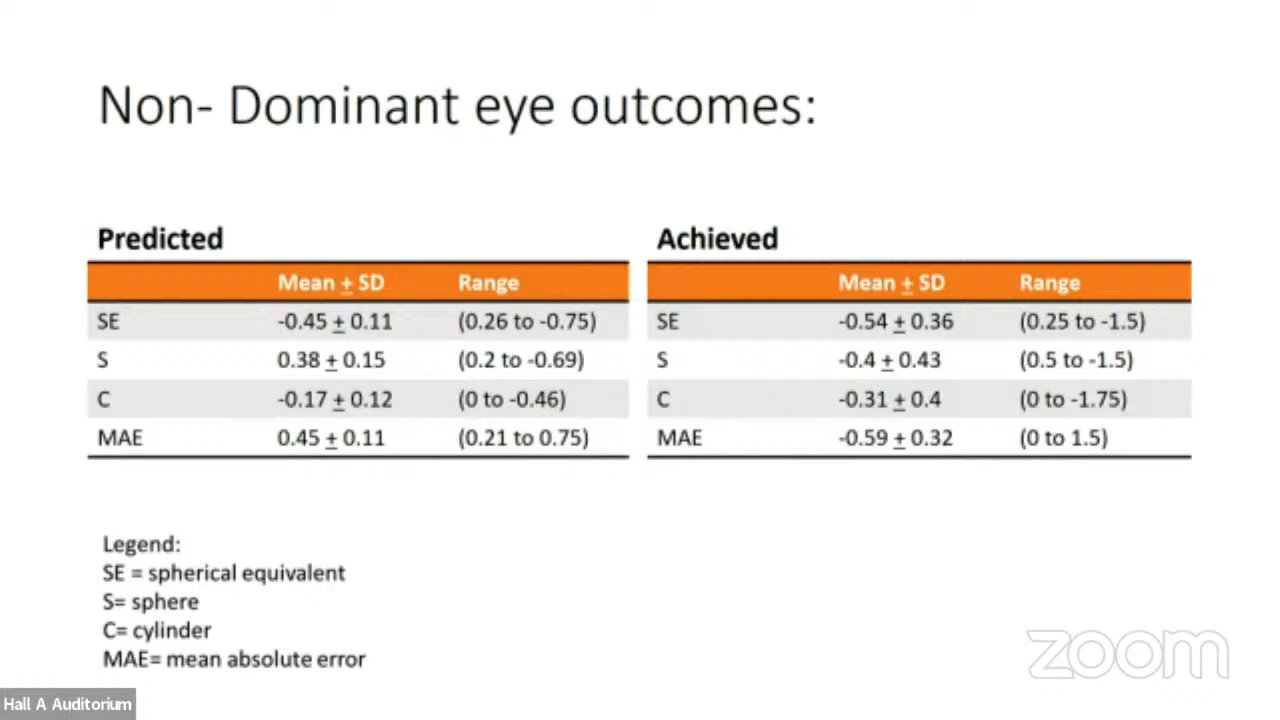 Non- Dominant eye outcomes:
Predicted
Mean ± SD Range
SE -0.45 ± 0.11 (0.26 to -0.75)
S 0.38 ± 0.15 (0.2 to -0.69)
C -0.17 ± 0.12 (0 to -0.46)
MAE 0.45 ± 0.11 (0.21 to 0.75)
Achieved
Mean ± SD Range
SE -0.54 ± 0.36 (0.25 to -1.5)
S -0.4 ± 0.43 (0.5 to -1.5)
C -0.31 ± 0.4 (0 to -1.75)
MAE -0.59 ± 0.32 (0 to 1.5)
Legend:
SE = spherical equivalent
S= sphere
C= cylinder
MAE= mean absolute error
zoom
Hall A Auditorium